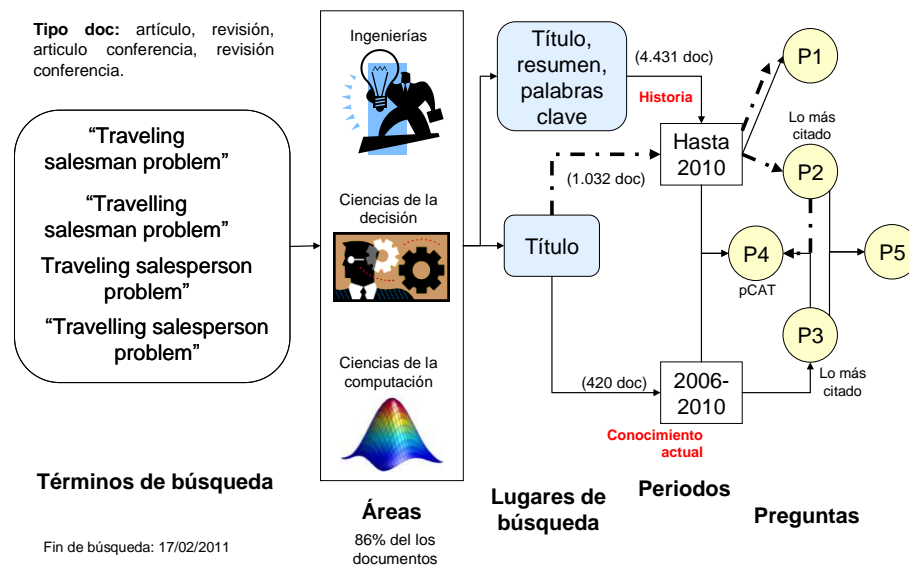 Tipo doc: artículo, revisión,
articulo conferencia, revisión
conferencia.
“Traveling
salesman problem”
“Travelling
salesman problem”
Traveling salesperson
problem”
“Travelling salesperson
problem”
Términos de búsqueda
Fin de búsqueda: 17/02/2011
Ingenierías
Ciencias de la
decisión
Ciencias de la
computación
Áreas
86% del los
documentos
Título,
resumen,
palabras
clave
Título
Lugares de
búsqueda
(4.431 doc)
Historia
Hasta
2010
(1.032 doc)
(420 doc)
2006-
2010
Conocimiento
actual
Periodos
P1
Lo más
citado
P2
P4
pCAT
P5
P3
Lo más
citado
Preguntas